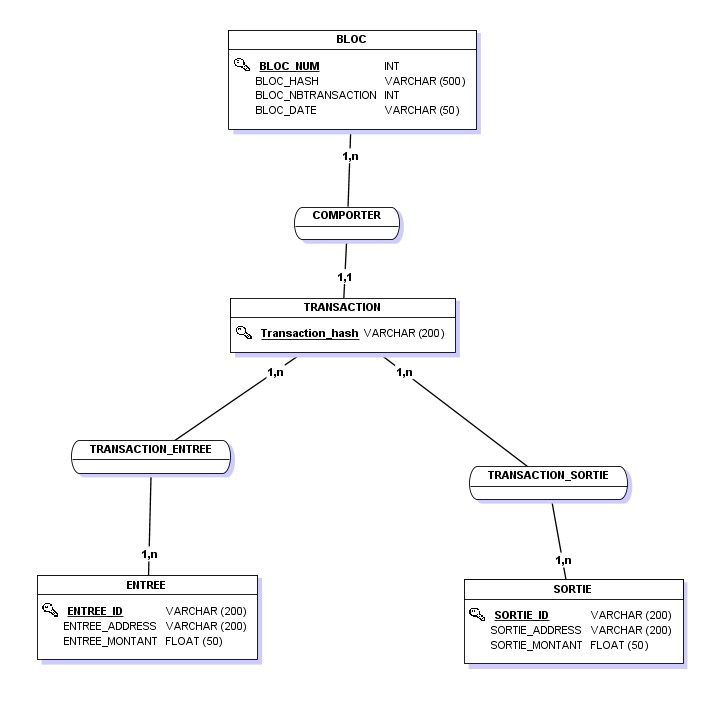 BLOC
BLOC_NUM INT
BLOC_HASH VARCHAR (500)
BLOC_NBTRANSACTION INT
BLOC_DATE VARCHAR (50)
1,n
COMPORTER
1,1
TRANSACTION
Transaction_hash VARCHAR (200)
1,n 1,n
TRANSACTION_ENTREE
TRANSACTION_SORTIE
1,n
1,n
ENTREE
ENTREE_ID VARCHAR (200)
ENTREE_ADDRESS VARCHAR (200)
ENTREE_MONTANT FLOAT (50)
SORTIE
SORTIE_ID VARCHAR (200)
SORTIE_ADDRESS VARCHAR (200)
SORTIE_MONTANT FLOAT (50)